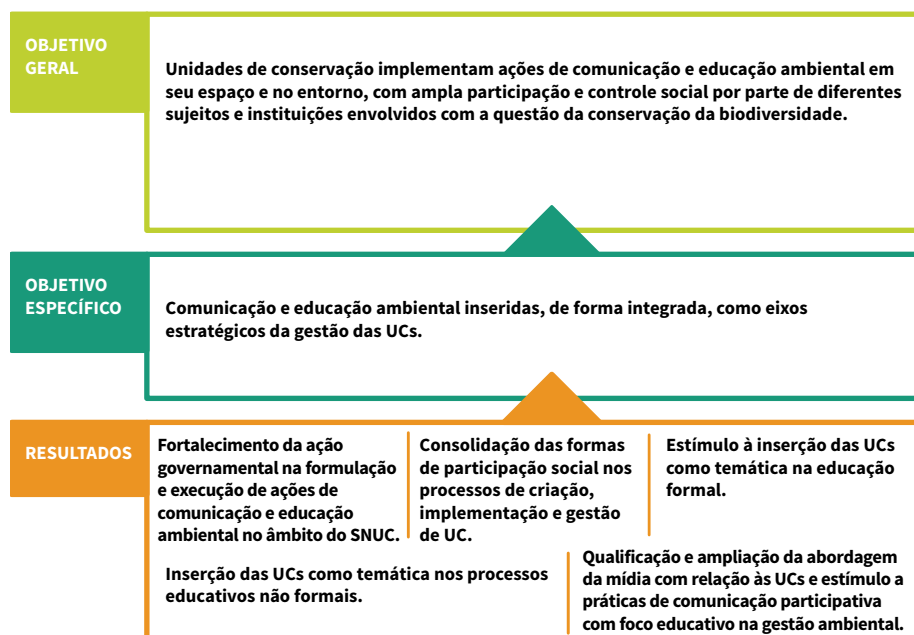 OBJETIVO
GERAL
Unidades de conservação implementam ações de comunicação e educação ambiental em
seu espaço e no entorno, com ampla participação e controle social por parte de diferentes
sujeitos e instituições envolvidos com a questão da conservação da biodiversidade.
OBJETIVO
ESPECÍFICO
Comunicação e educação ambiental inseridas, de forma integrada, como eixos
estratégicos da gestão das UCs.
RESULTADOS
Fortalecimento da ação
governamental na formulação
e execução de ações de
comunicação e educação
ambiental no âmbito do SNUC.
Consolidação das formas
de participação social nos
processos de criação,
implementação e gestão
de UC.
Estímulo à inserção das UCs
como temática na educação
formal.
Inserção das UCs como temática nos processos
educativos não formais.
Qualificação e ampliação da abordagem
da mídia com relação às UCs e estímulo a
práticas de comunicação participativa
com foco educativo na gestão ambiental.